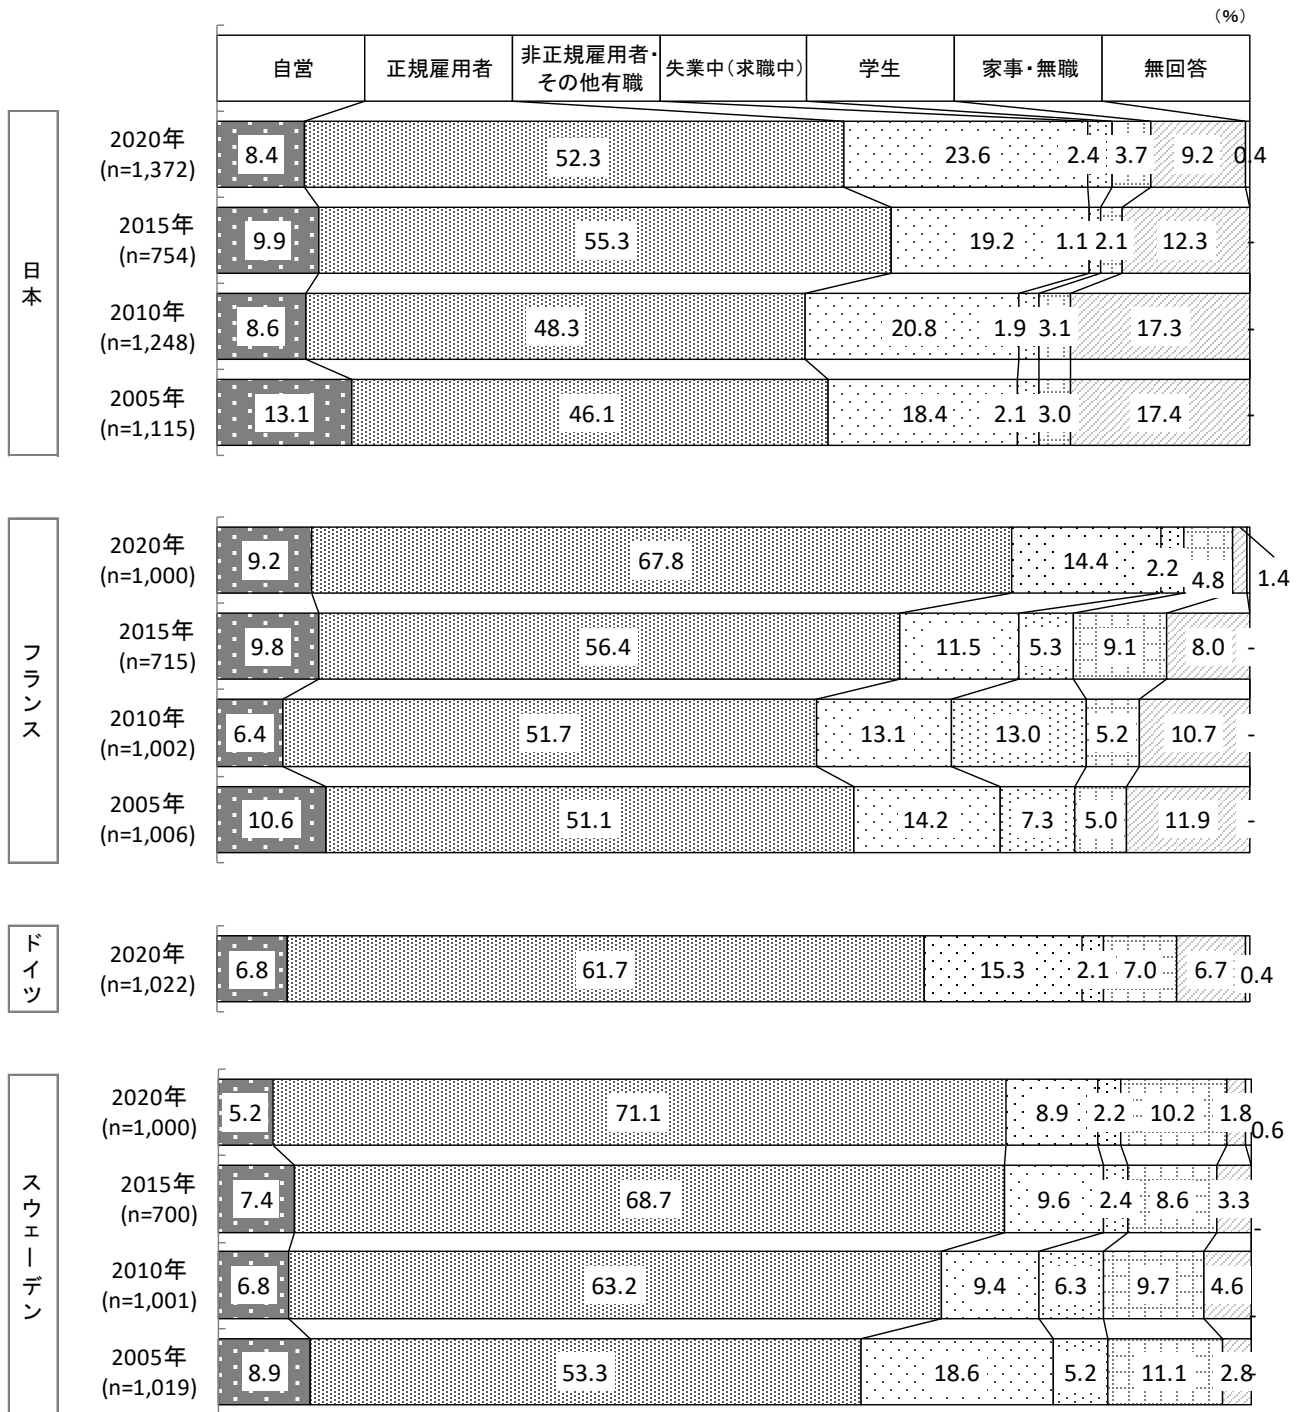 (%)
自営 正規雇用者 非正規雇用者・その他有職 失業中(求職中) 学生 家事・無職 無回答
日本
2020年
(n=1,372)
8.4 52.3 23.6 2.4 3.7 9.2 0.4
2015年
(n=754)
9.9 55.3 19.2 1.1 2.1 12.3 -
2010年
(n=1,248)
8.6 48.3 20.8 1.9 3.1 17.3 -
2005年
(n=1,115)
13.1 46.1 18.4 2.1 3.0 17.4 -
フランス
2020年
(n=1,000)
9.2 67.8 14.4 2.2 4.8 1.4
2015年
(n=715)
9.8 56.4 11.5 5.3 9.1 8.0 -
2010年
(n=1,002)
6.4 51.7 13.1 13.0 5.2 10.7 -
2005年
(n=1,006)
10.6 51.1 14.2 7.3 5.0 11.9 -
ドイツ
2020年
(n=1,022)
6.8 61.7 15.3 2.1 7.0 6.7 0.4
スウェーデン
2020年
(n=1,000)
5.2 71.1 8.9 2.2 10.2 1.8 0.6
2015年
(n=700)
7.4 68.7 9.6 2.4 8.6 3.3 -
2010年
(n=1,001)
6.8 63.2 9.4 6.3 9.7 4.6 -
2005年
(n=1,019)
8.9 53.3 18.6 5.2 11.1 2.8 -